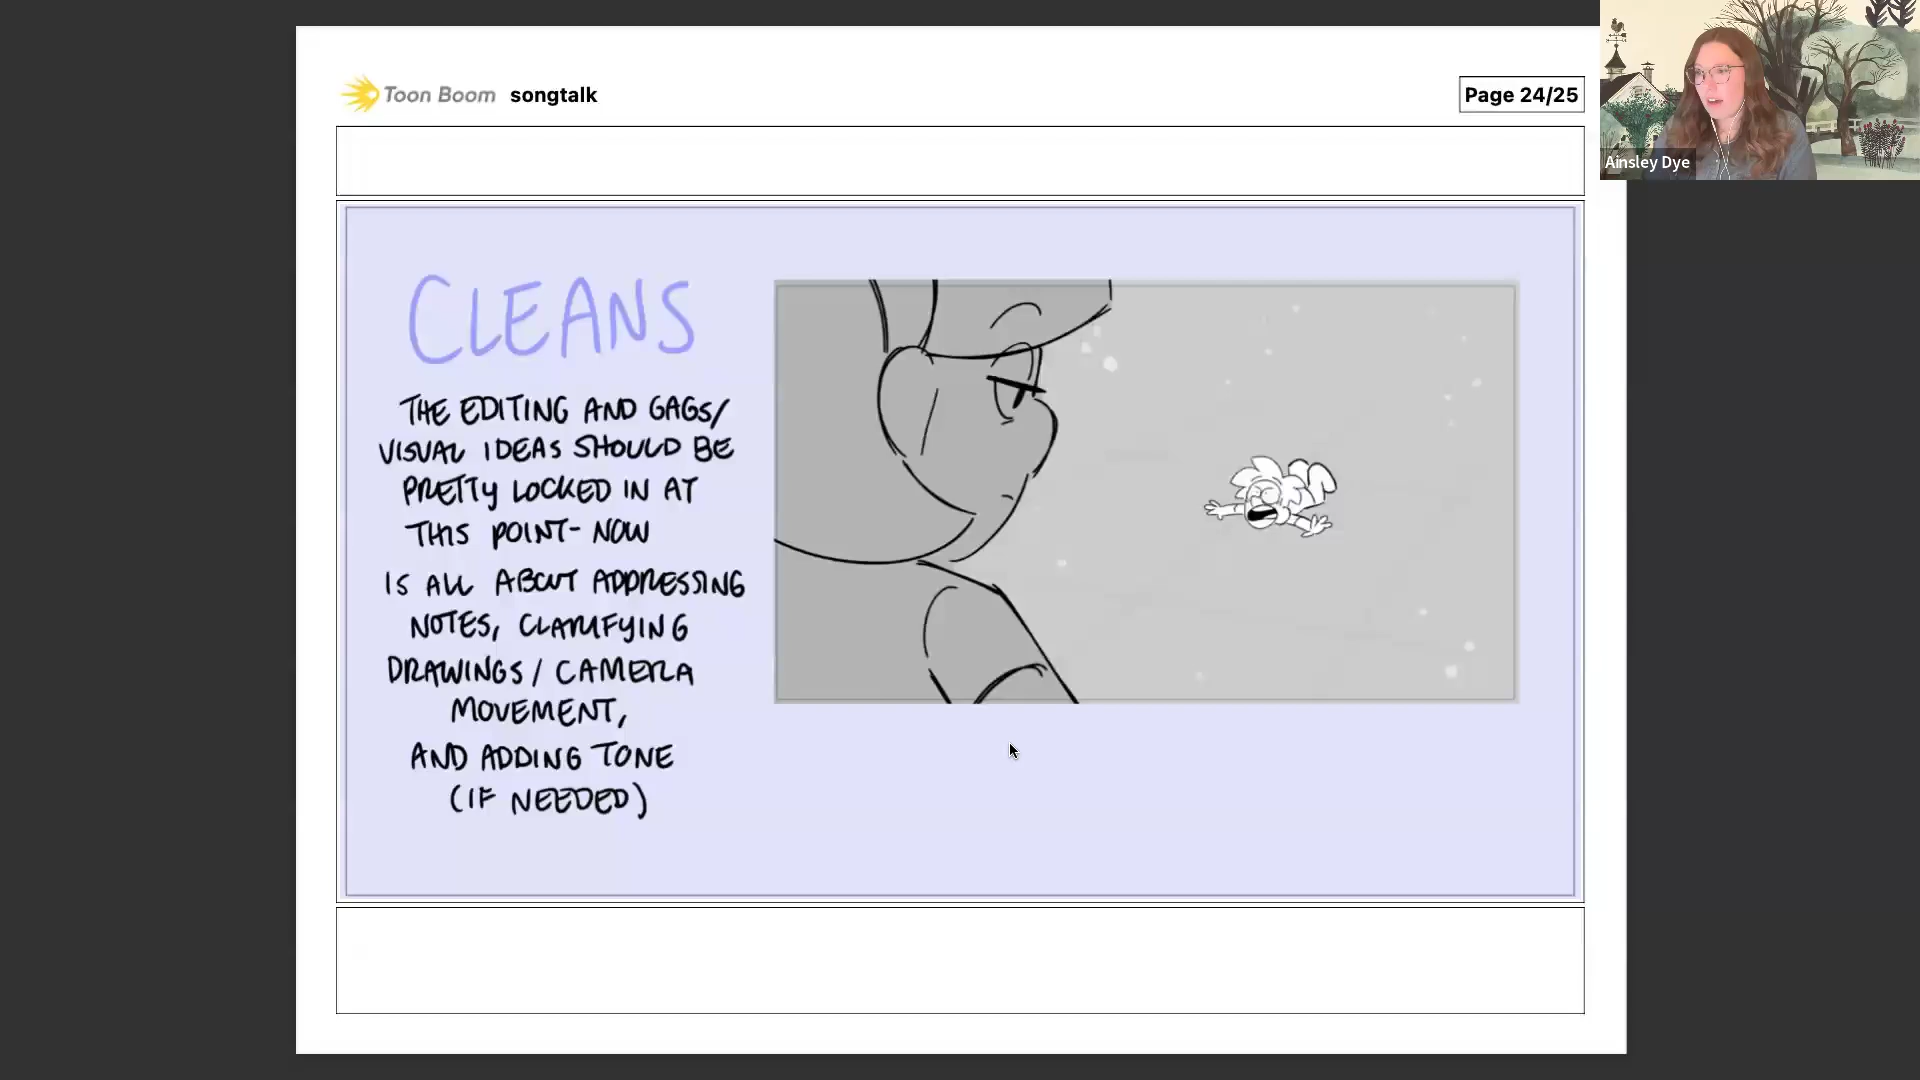 Toon Boom songtalk
Page 24/25
Ainsley Dye
CLEANS
THE EDITING AND GAGS/
VISUAL IDEAS SHOULD BE
PRETTY LOCKED IN AT
THIS POINT- NOW
IS ALL ABOUT ADDRESSING
NOTES, CLARIFYING
DRAWINGS / CAMERA
MOVEMENT,
AND ADDING TONE
(IF NEEDED)